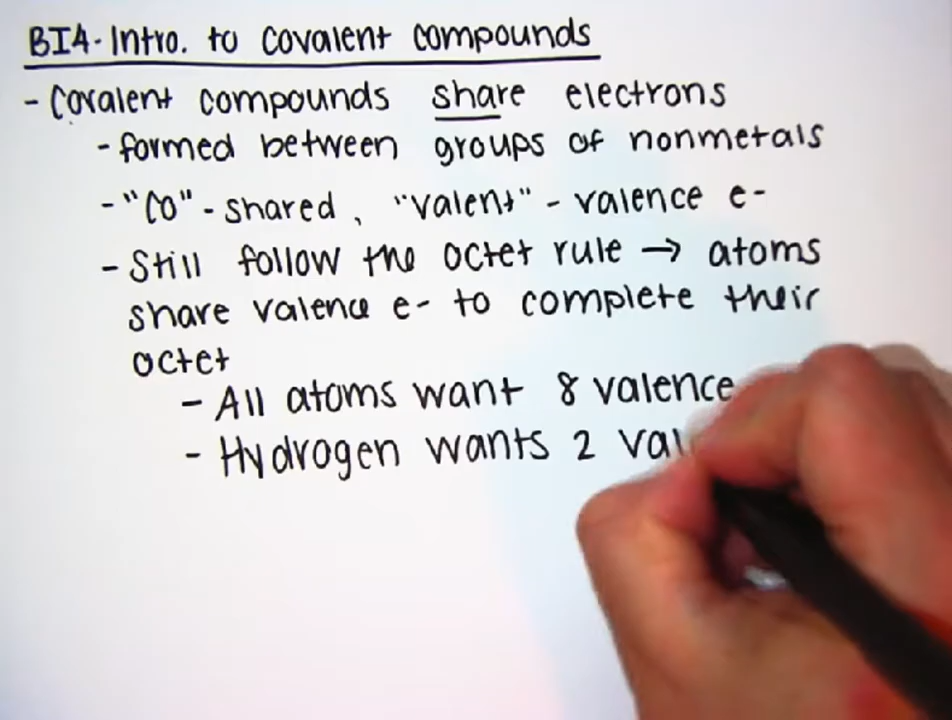 BI4- Intro. to covalent compounds
- Covalent compounds share electrons
- formed between groups of nonmetals
- "CO" - shared, "valent" - valence e-
- Still follow the octet rule → atoms
share valence e- to complete their
octet
- All atoms want 8 valence
- Hydrogen wants 2 val